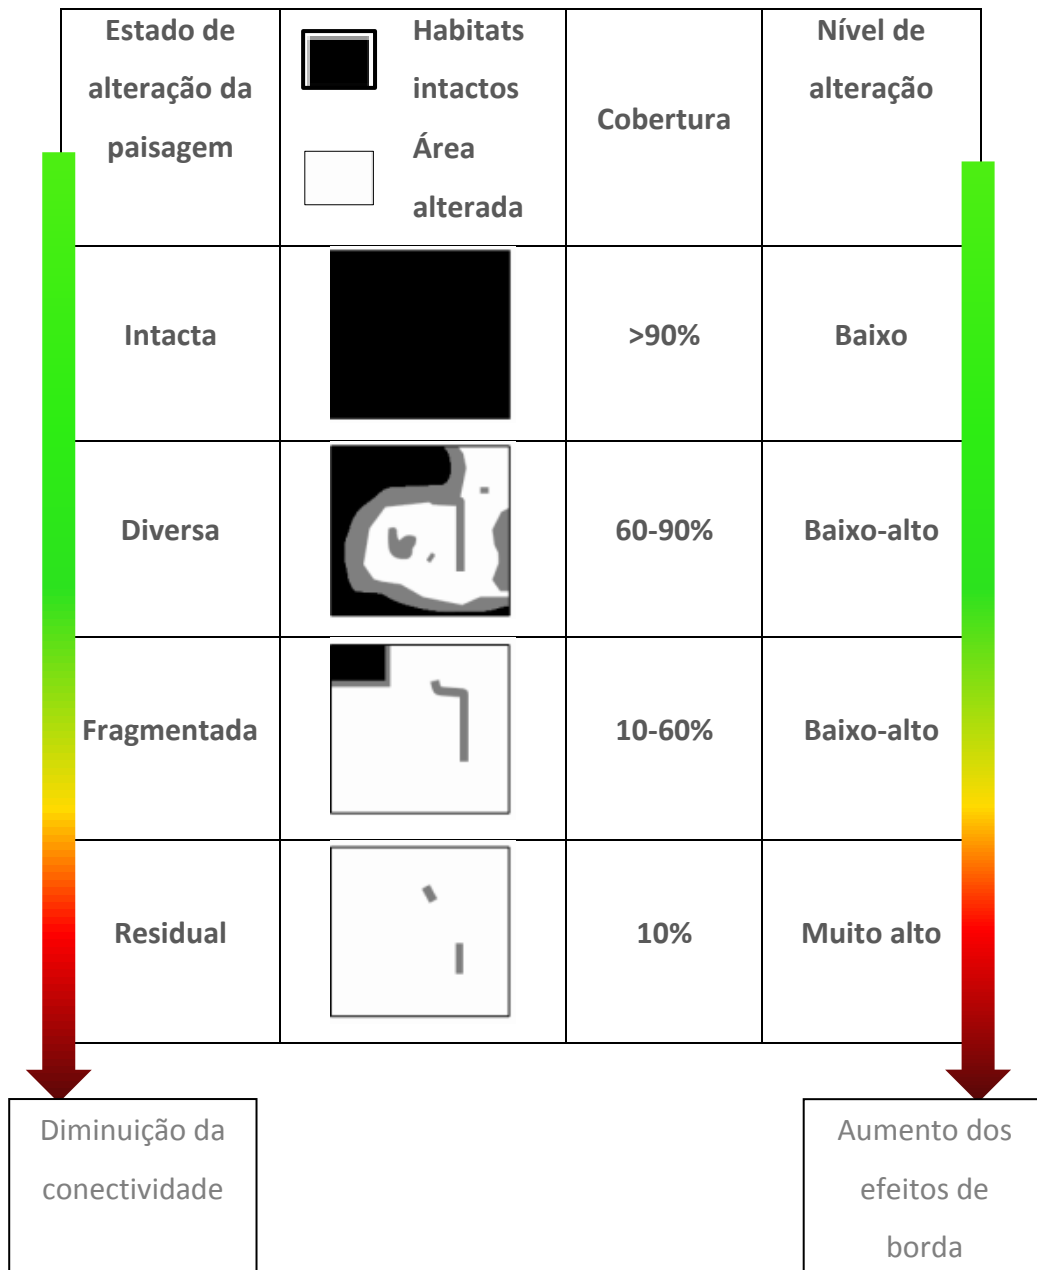 Estado de
alteração da
paisagem
Habitats
intactos
Área
alterada
Cobertura
Nível de
alteração
Intacta
>90%
Baixo
Diversa
60-90%
Baixo-alto
Fragmentada
10-60%
Baixo-alto
Residual
10%
Muito alto
Diminuição da
conectividade
Aumento dos
efeitos de
borda